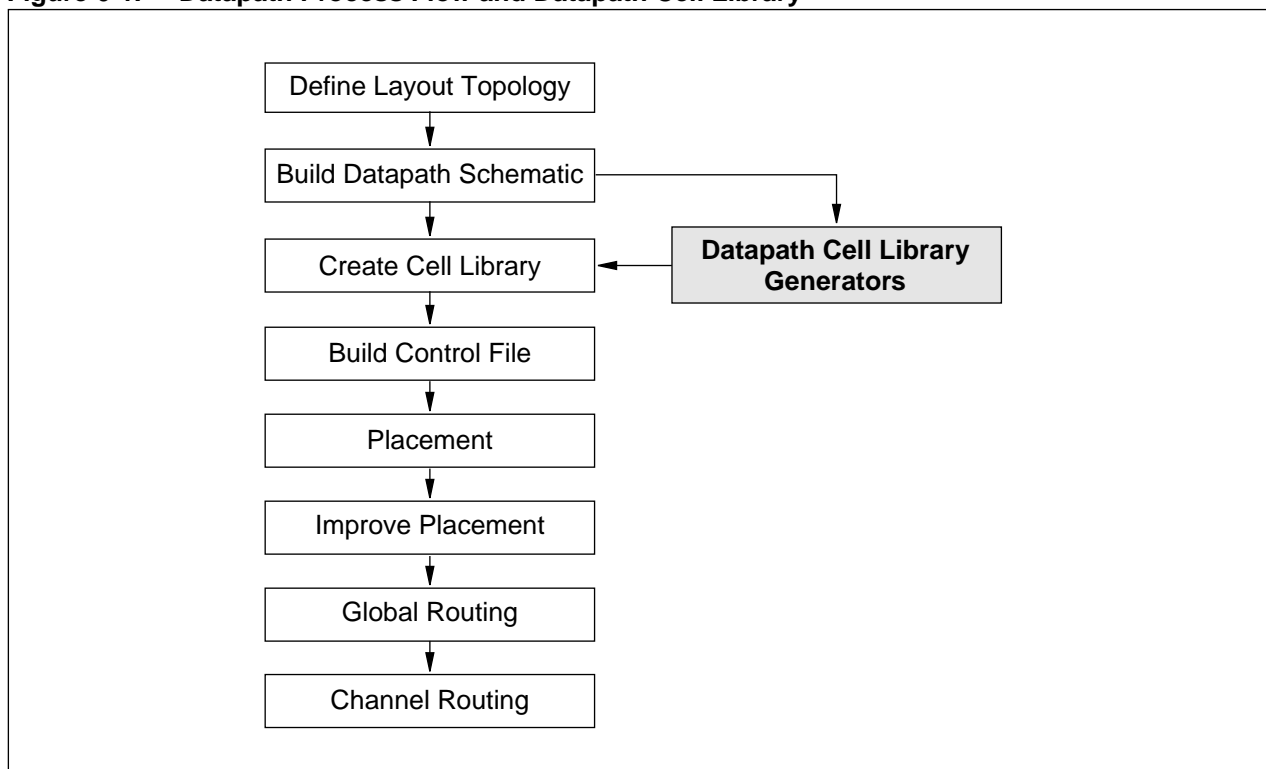 Datapath Process Flow and Datapath Cell Library
Define Layout Topology
Build Datapath Schematic
Datapath Cell Library
Generators
Create Cell Library
Build Control File
Placement
Improve Placement
Global Routing
Channel Routing